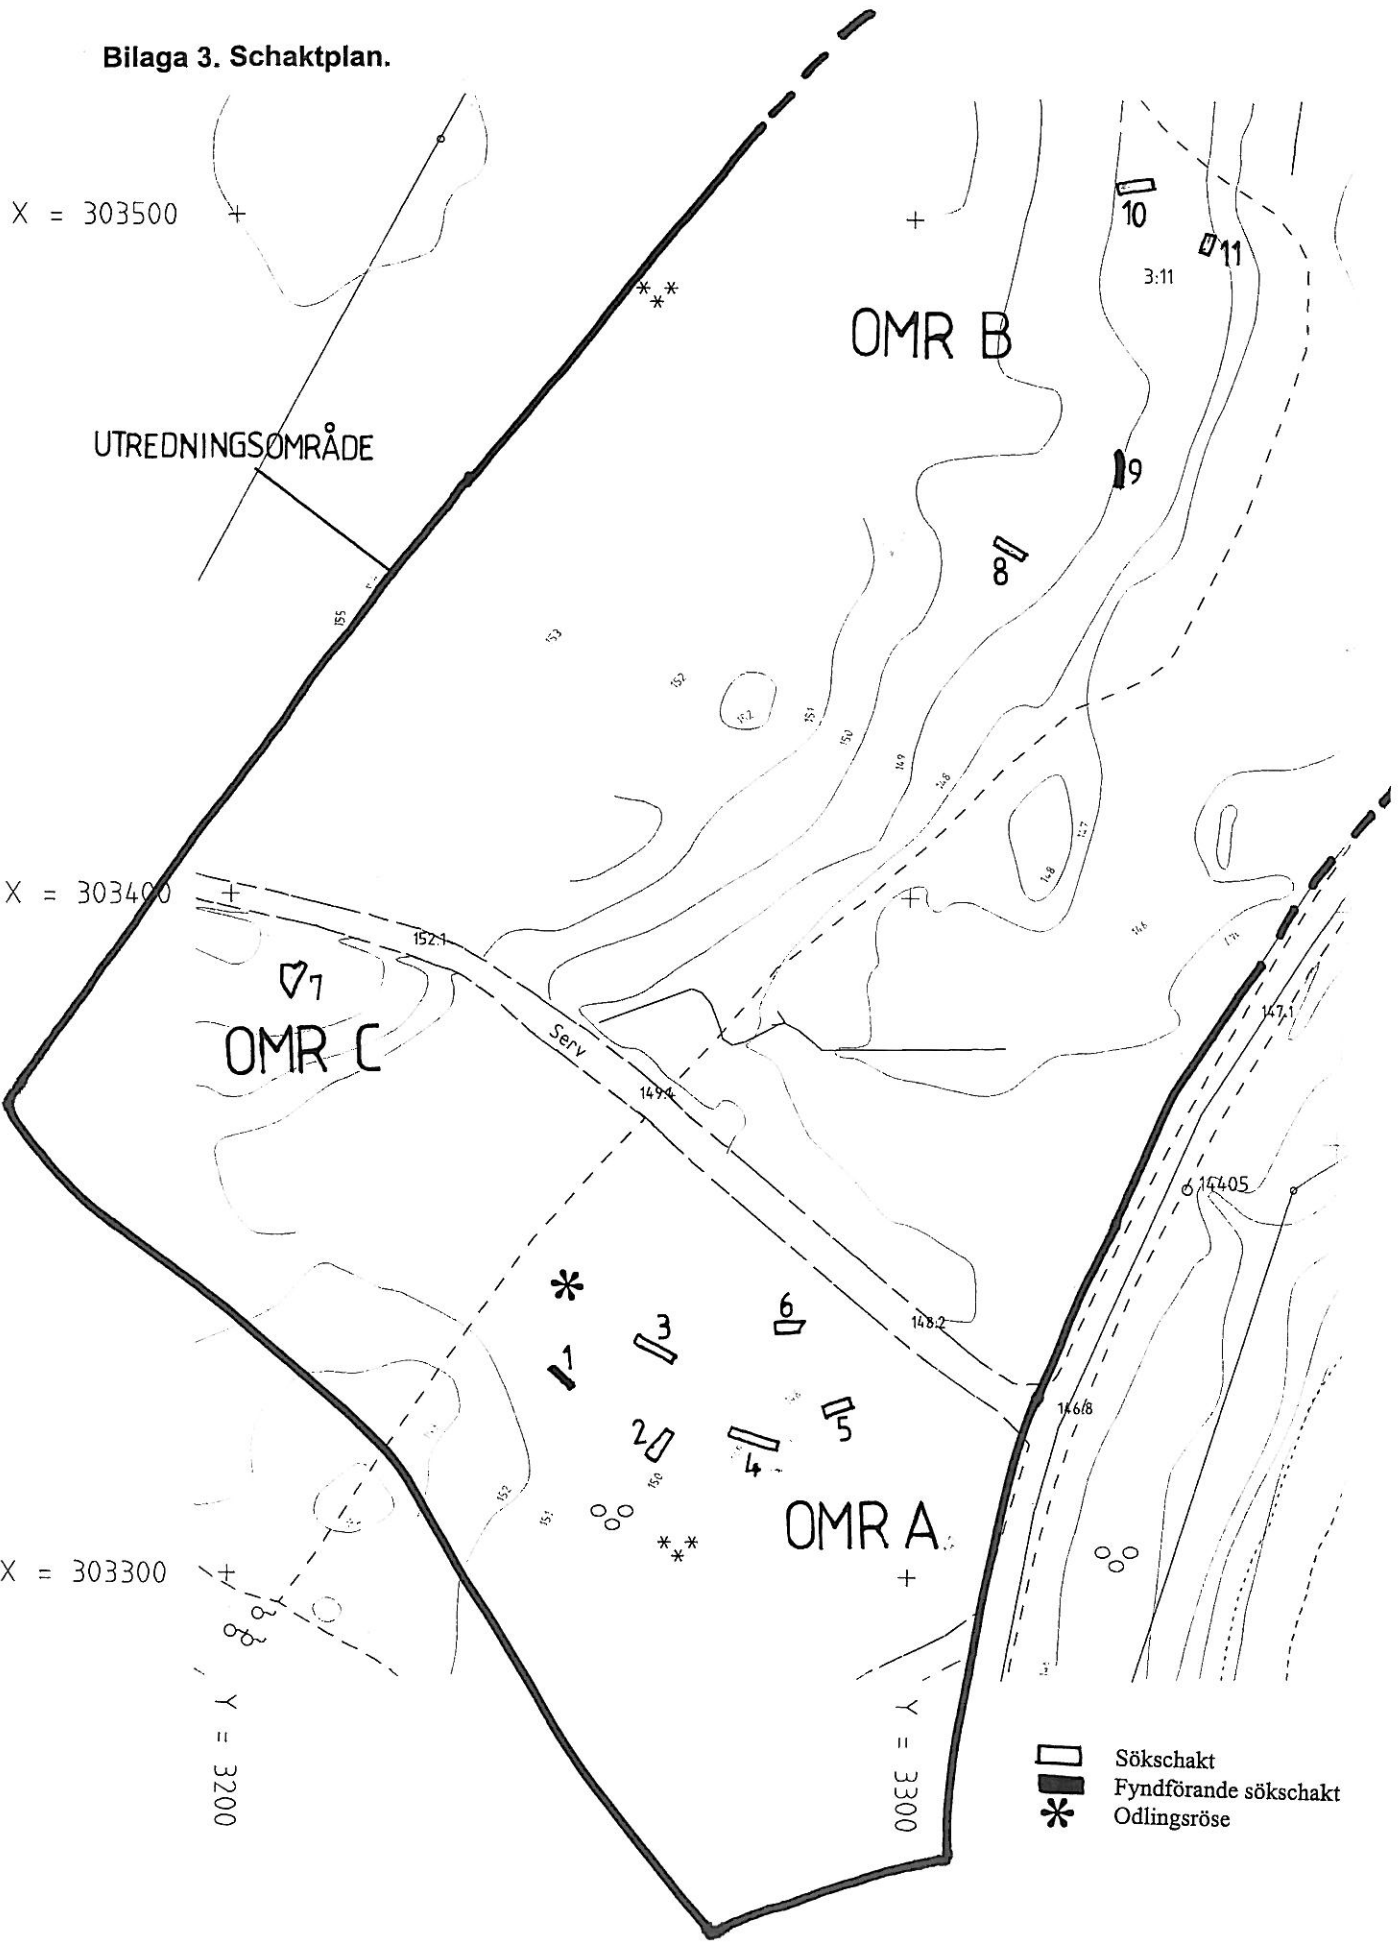 Bilaga 3. Schaktplan.
X = 303500
10
11
3:11
OMR B
UTREDNINGSOMRÅDE
9
8
155
153
152
152
151
150
149
148
147
148
146
X = 303400
152.1
7
OMR C
Serv
147.1
149.4
14405
6
3
148.2
1
146.8
2
5
4
150
152
151
OMR A
X = 303300
Y = 3200
Y = 3300
Sökschakt
Fyndförande sökschakt
Odlingsröse